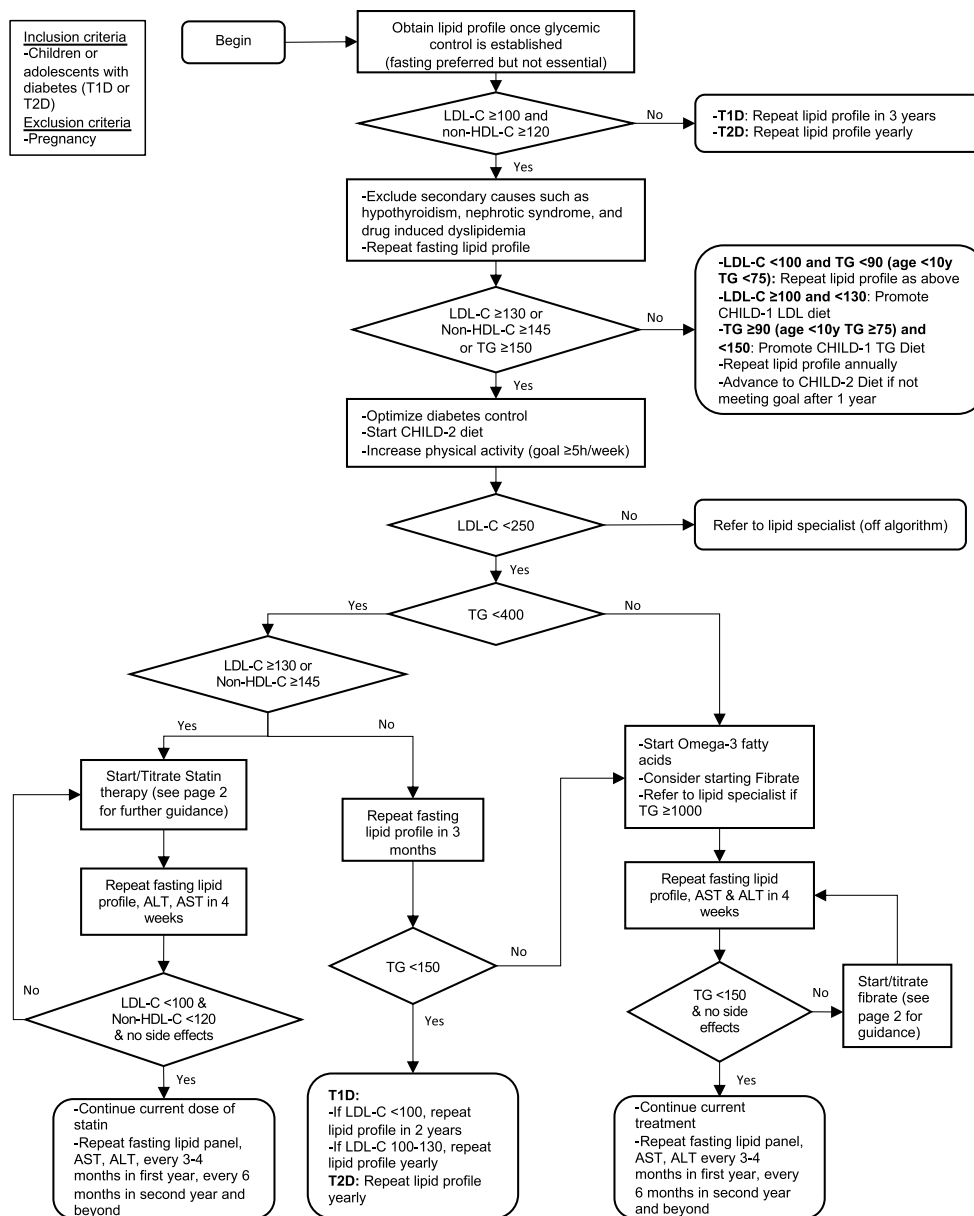 Inclusion criteria
-Children or
adolescents with
diabetes (T1D or
T2D)
Exclusion criteria
-Pregnancy
Begin
Obtain lipid profile once glycemic
control is established
(fasting preferred but not essential)
LDL-C ≥100 and
non-HDL-C ≥120
No
-T1D: Repeat lipid profile in 3 years
-T2D: Repeat lipid profile yearly
Yes
-Exclude secondary causes such as
hypothyroidism, nephrotic syndrome, and
drug induced dyslipidemia
-Repeat fasting lipid profile
LDL-C ≥130 or
Non-HDL-C ≥145
or TG ≥150
No
-LDL-C <100 and TG <90 (age <10y
TG <75): Repeat lipid profile as above
-LDL-C ≥100 and <130: Promote
CHILD-1 LDL diet
-TG ≥90 (age <10y TG ≥75) and
<150: Promote CHILD-1 TG Diet
-Repeat lipid profile annually
-Advance to CHILD-2 Diet if not
meeting goal after 1 year
Yes
-Optimize diabetes control
-Start CHILD-2 diet
-Increase physical activity (goal ≥5h/week)
LDL-C <250
No
Refer to lipid specialist (off algorithm)
Yes
TG <400
Yes
No
LDL-C ≥130 or
Non-HDL-C ≥145
Yes
No
Start/Titrate Statin
therapy (see page 2
for further guidance)
Repeat fasting
lipid profile in 3
months
-Start Omega-3 fatty
acids
-Consider starting Fibrate
-Refer to lipid specialist if
TG ≥1000
Repeat fasting lipid
profile, ALT, AST in 4
weeks
Repeat fasting lipid
profile, AST & ALT in 4
weeks
No
LDL-C <100 &
Non-HDL-C <120
& no side effects
Yes
TG <150
No
Yes
TG <150
& no side
effects
No
Start/titrate
fibrate (see
page 2 for
guidance)
Yes
-Continue current dose of
statin
-Repeat fasting lipid panel,
AST, ALT, every 3-4
months in first year, every 6
months in second year and
beyond
T1D:
-If LDL-C <100, repeat
lipid profile in 2 years
-If LDL-C 100-130, repeat
lipid profile yearly
T2D: Repeat lipid profile
yearly
-Continue current
treatment
-Repeat fasting lipid panel,
AST, ALT every 3-4
months in first year, every
6 months in second year
and beyond